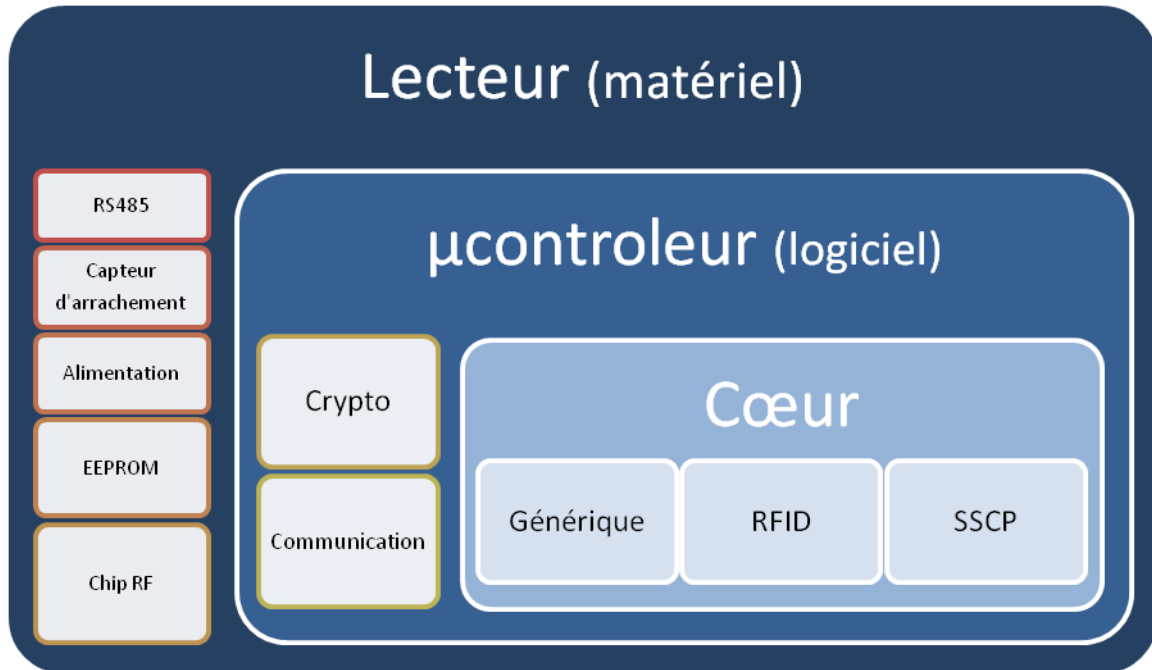 Lecteur (matériel)
RS485
Capteur
d'arrachement
Alimentation
EEPROM
Chip RF
µcontroleur (logiciel)
Crypto
Communication
Cœur
Générique
RFID
SSCP